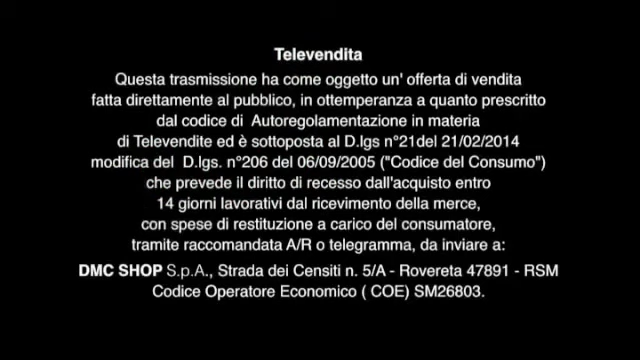 Televendita
Questa trasmissione ha come oggetto un' offerta di vendita
fatta direttamente al pubblico, in ottemperanza a quanto prescritto
dal codice di Autoregolamentazione in materia
di Televendite ed è sottoposta al D.lgs n°21del 21/02/2014
modifica del D.lgs. n°206 del 06/09/2005 ("Codice del Consumo")
che prevede il diritto di recesso dall'acquisto entro
14 giorni lavorativi dal ricevimento della merce,
con spese di restituzione a carico del consumatore,
tramite raccomandata A/R o telegramma, da inviare a:
DMC SHOP S.p.A., Strada dei Censiti n. 5/A - Rovereta 47891 - RSM
Codice Operatore Economico ( COE) SM26803.